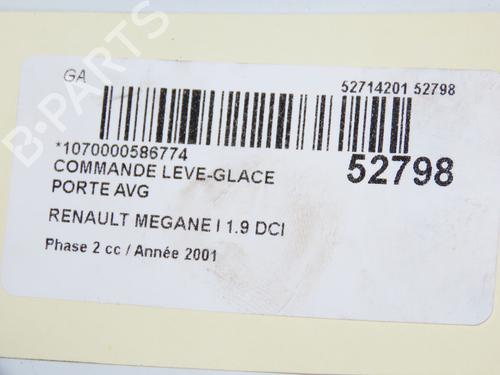 B-PARTS
GA
52714201 52798
*1070000586774
COMMANDE LEVE-GLACE
52798
PORTE AVG
RENAULT MEGANE I 1.9 DCI
Phase 2 cc / Année 2001